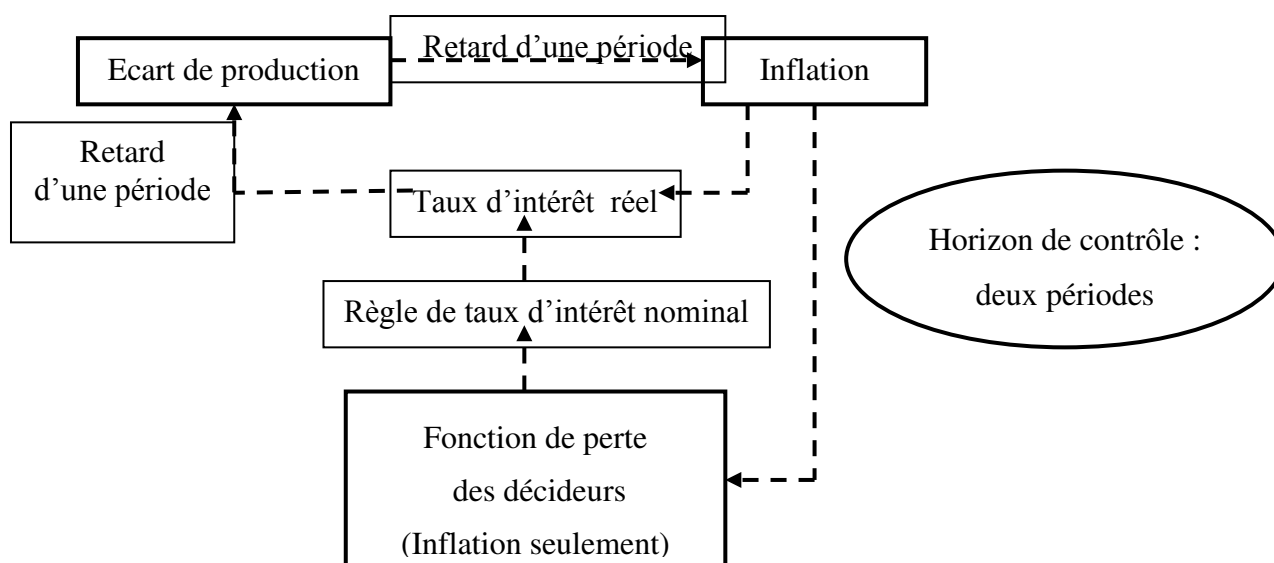 Retard d’une période
Ecart de production
Inflation
Retard
d’une période
Taux d’intérêt  réel
Horizon de contrôle :
deux périodes
Règle de taux d’intérêt nominal
Fonction de perte
des décideurs
(Inflation seulement)